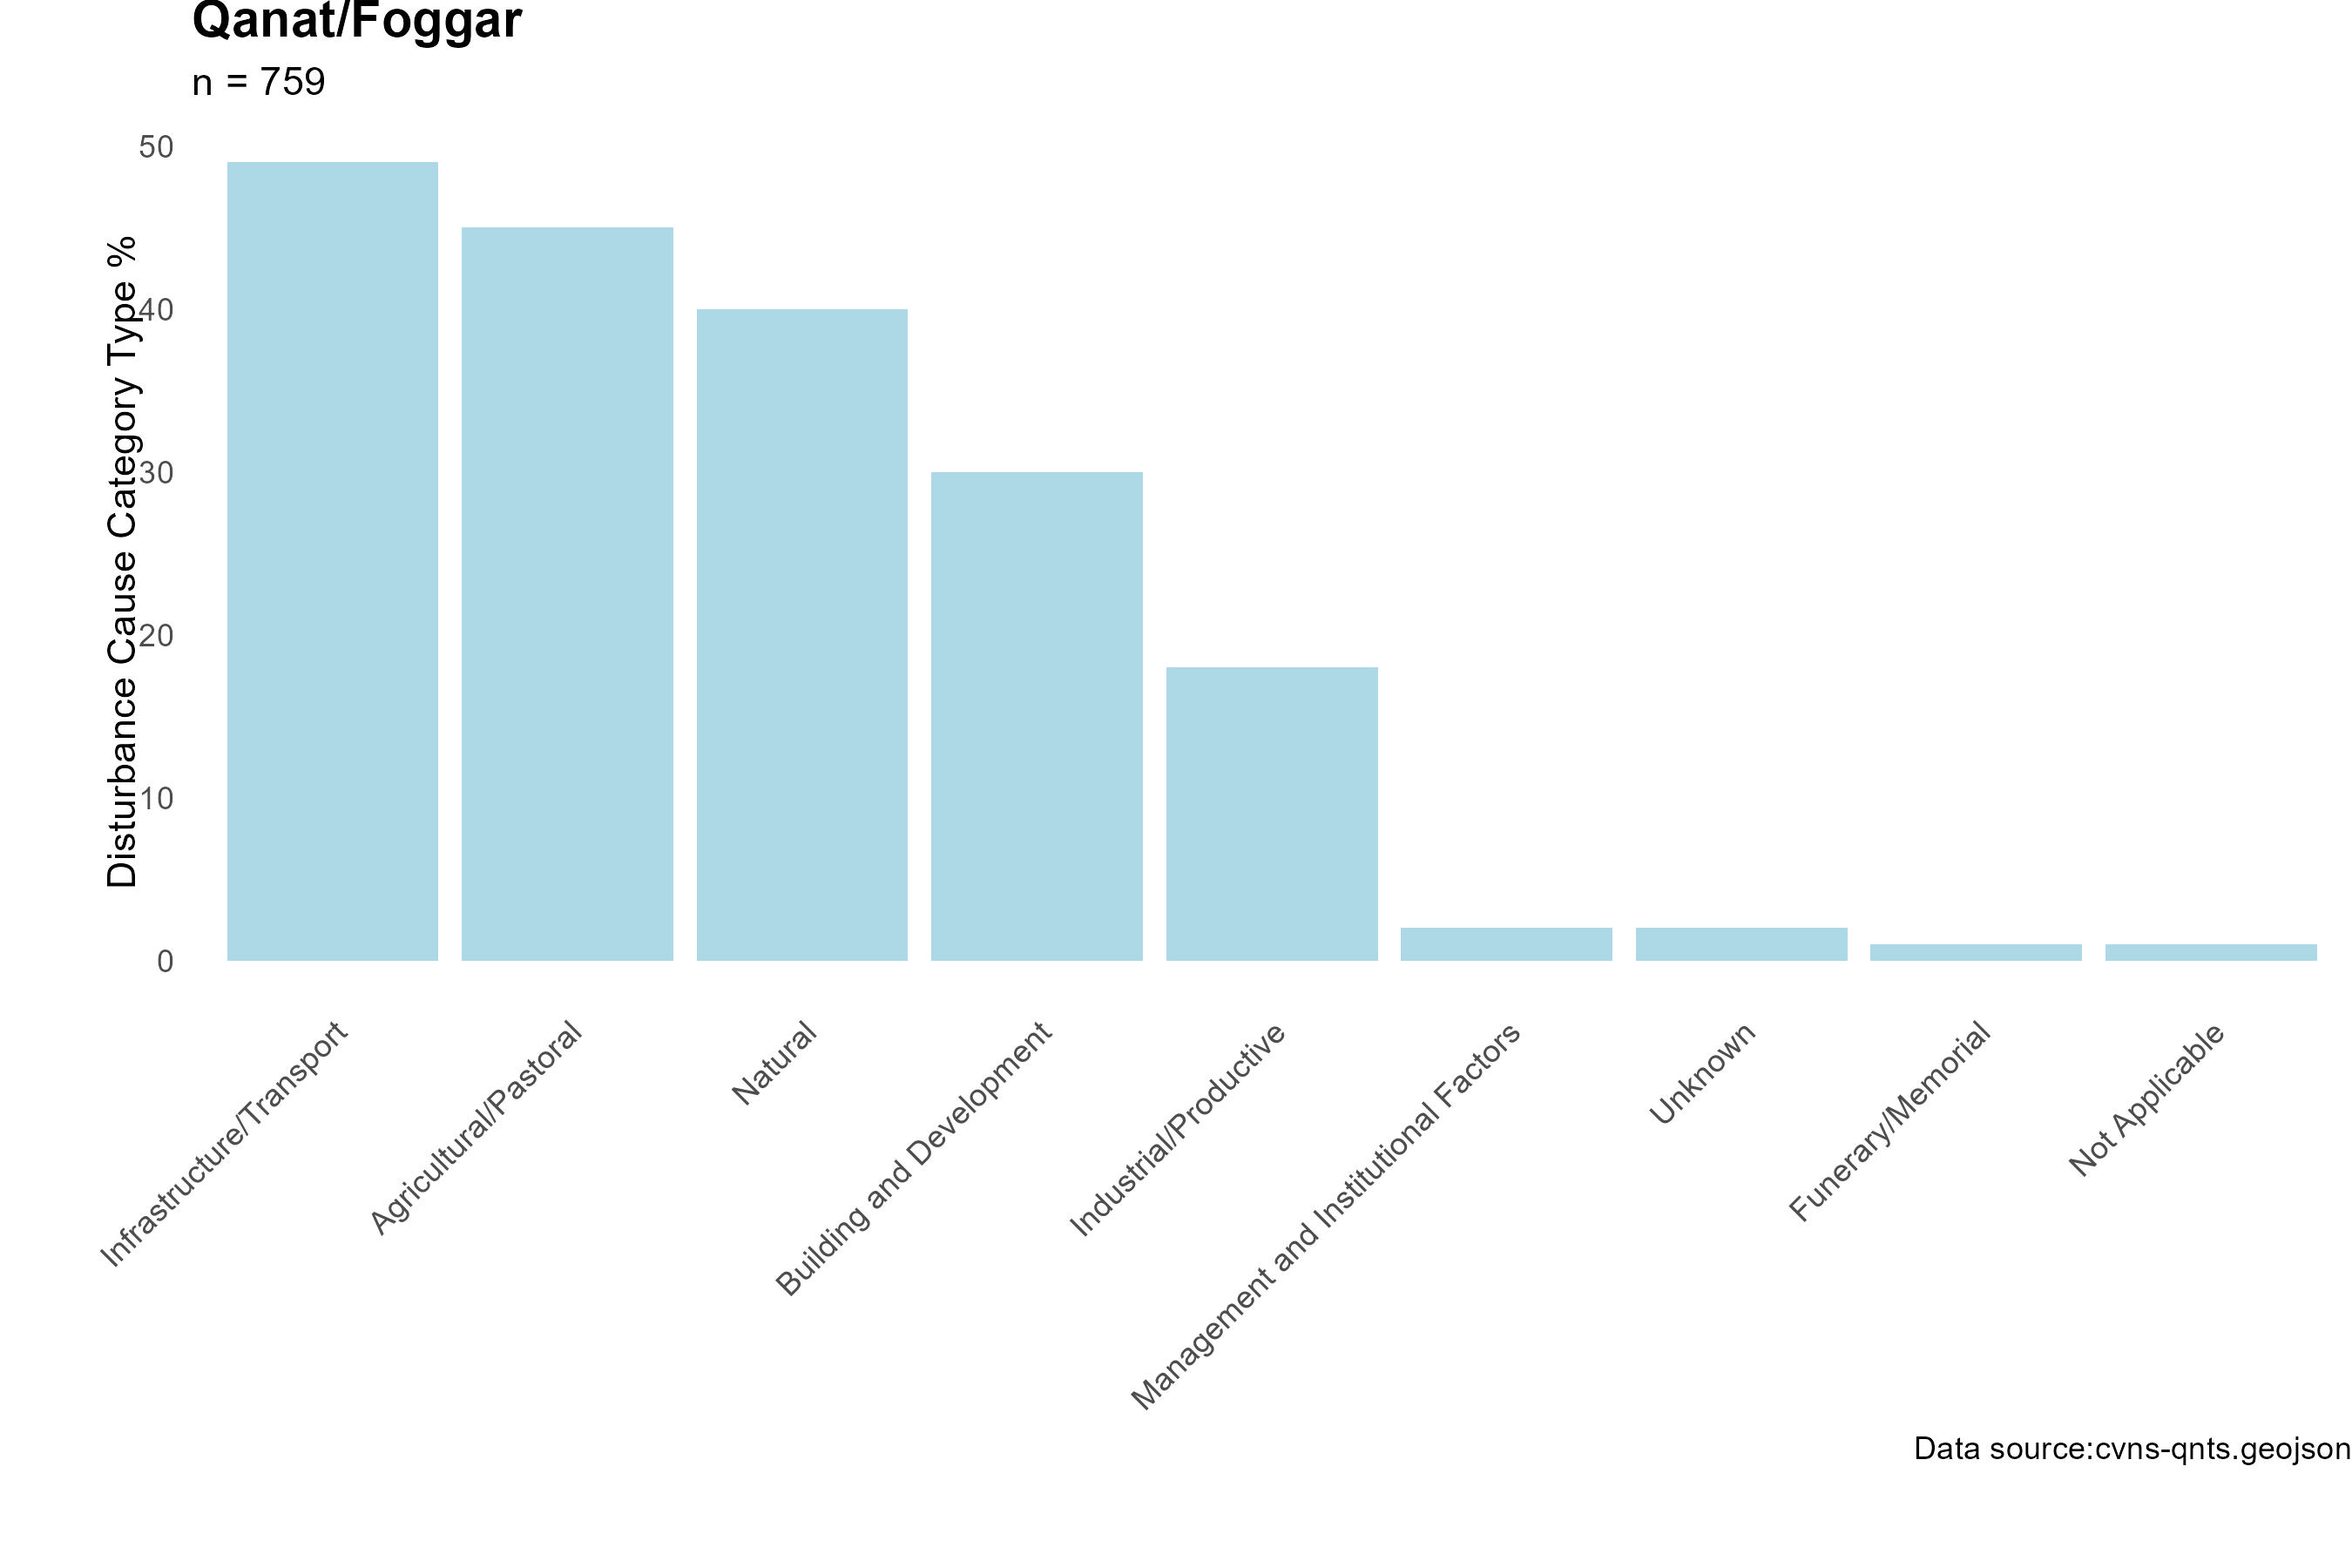 Qanat/Foggar
n = 759
Disturbance Cause Category Type %
50
40
30
20
10
0
Infrastructure/Transport
Agricultural/Pastoral
Natural
Building and Development
Industrial/Productive
Management and Institutional Factors
Unknown
Funerary/Memorial
Not Applicable
Data source:cvns-qnts.geojson